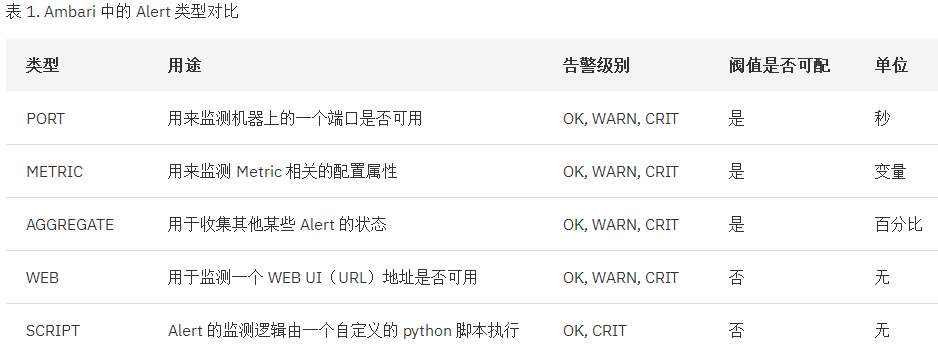 表 1. Ambari 中的 Alert 类型对比
类型 用途 告警级别 阀值是否可配 单位
PORT 用来监测机器上的一个端口是否可用 OK, WARN, CRIT 是 秒
METRIC 用来监测 Metric 相关的配置属性 OK, WARN, CRIT 是 变量
AGGREGATE 用于收集其他某些 Alert 的状态 OK, WARN, CRIT 是 百分比
WEB 用于监测一个 WEB UI（URL）地址是否可用 OK, WARN, CRIT 否 无
SCRIPT Alert 的监测逻辑由一个自定义的 python 脚本执行 OK, CRIT 否 无